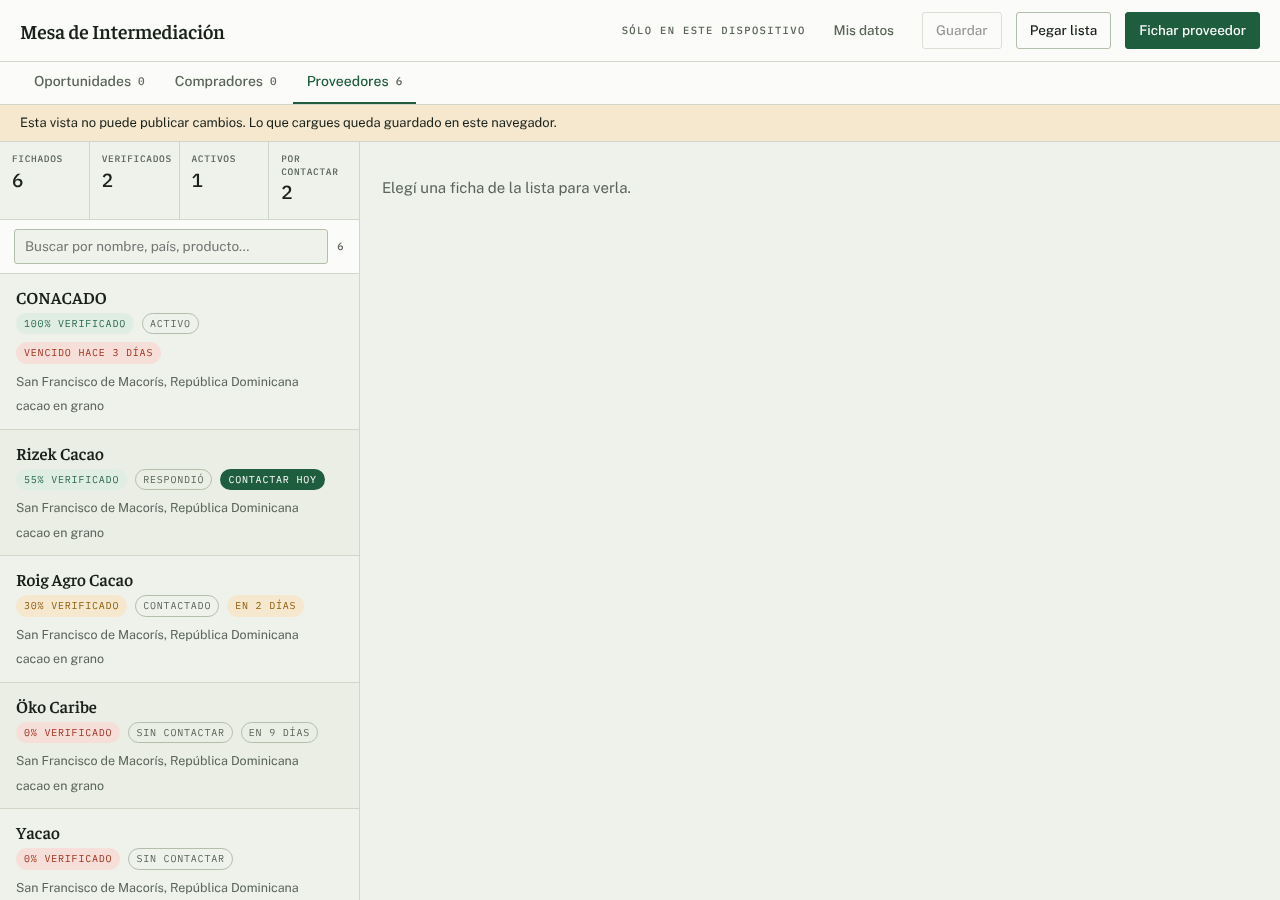 Mesa de Intermediación
SÓLO EN ESTE DISPOSITIVO
Mis datos
Guardar
Pegar lista
Fichar proveedor
Oportunidades 0
Compradores 0
Proveedores 6
Esta vista no puede publicar cambios. Lo que cargues queda guardado en este navegador.
FICHADOS
6
VERIFICADOS
2
ACTIVOS
1
POR
CONTACTAR
2
Buscar por nombre, país, producto...
6
Elegí una ficha de la lista para verla.
CONACADO
100% VERIFICADO ACTIVO
VENCIDO HACE 3 DÍAS
San Francisco de Macorís, República Dominicana
cacao en grano
Rizek Cacao
55% VERIFICADO RESPONDIÓ CONTACTAR HOY
San Francisco de Macorís, República Dominicana
cacao en grano
Roig Agro Cacao
30% VERIFICADO CONTACTADO EN 2 DÍAS
San Francisco de Macorís, República Dominicana
cacao en grano
Öko Caribe
0% VERIFICADO SIN CONTACTAR EN 9 DÍAS
San Francisco de Macorís, República Dominicana
cacao en grano
Yacao
0% VERIFICADO SIN CONTACTAR
San Francisco de Macorís, República Dominicana